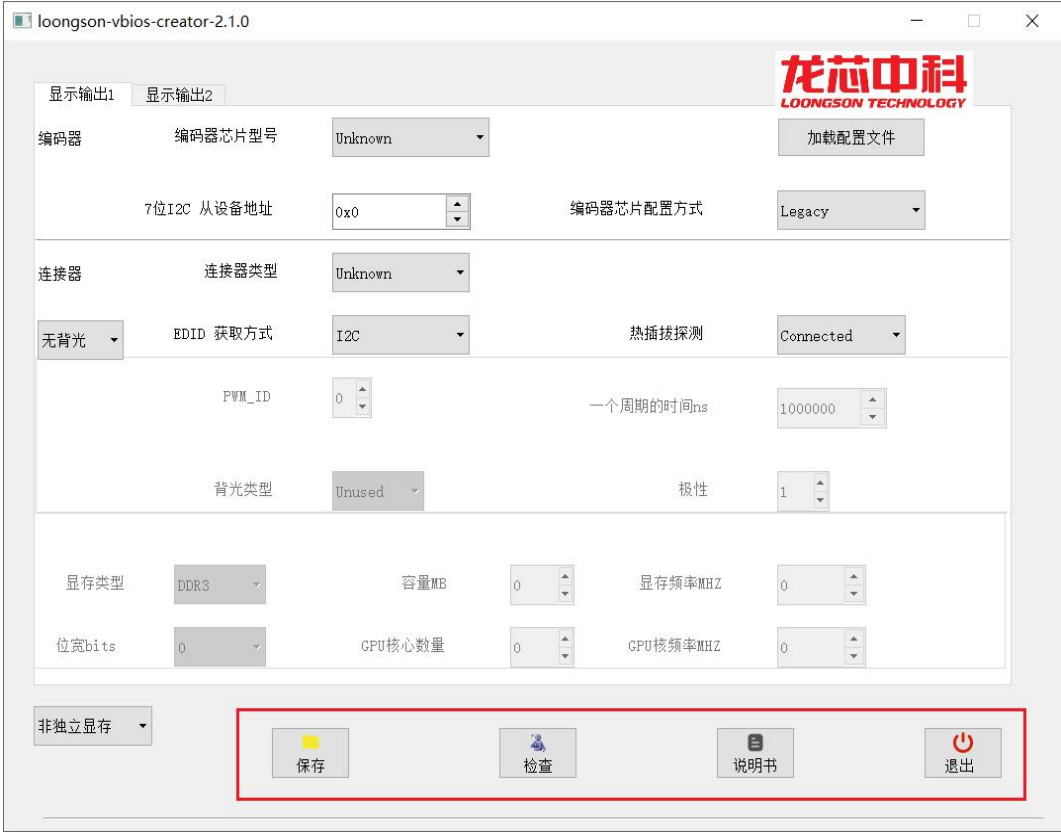 loongson-vbios-creator-2.1.0
龙芯中科
LOONGSON TECHNOLOGY
显示输出1 显示输出2
编码器 编码器芯片型号 Unknown 加载配置文件
7位I2C 从设备地址 0x0 编码器芯片配置方式 Legacy
连接器 连接器类型 Unknown
无背光 EDID 获取方式 I2C 热插拔探测 Connected
PWM_ID 0 一个周期的时间ns 1000000
背光类型 Unused 极性 1
显存类型 DDR3 容量MB 0 显存频率MHZ 0
位宽bits 0 GPU核心数量 0 GPU核频率MHZ 0
非独立显存
保存 检查 说明书 退出